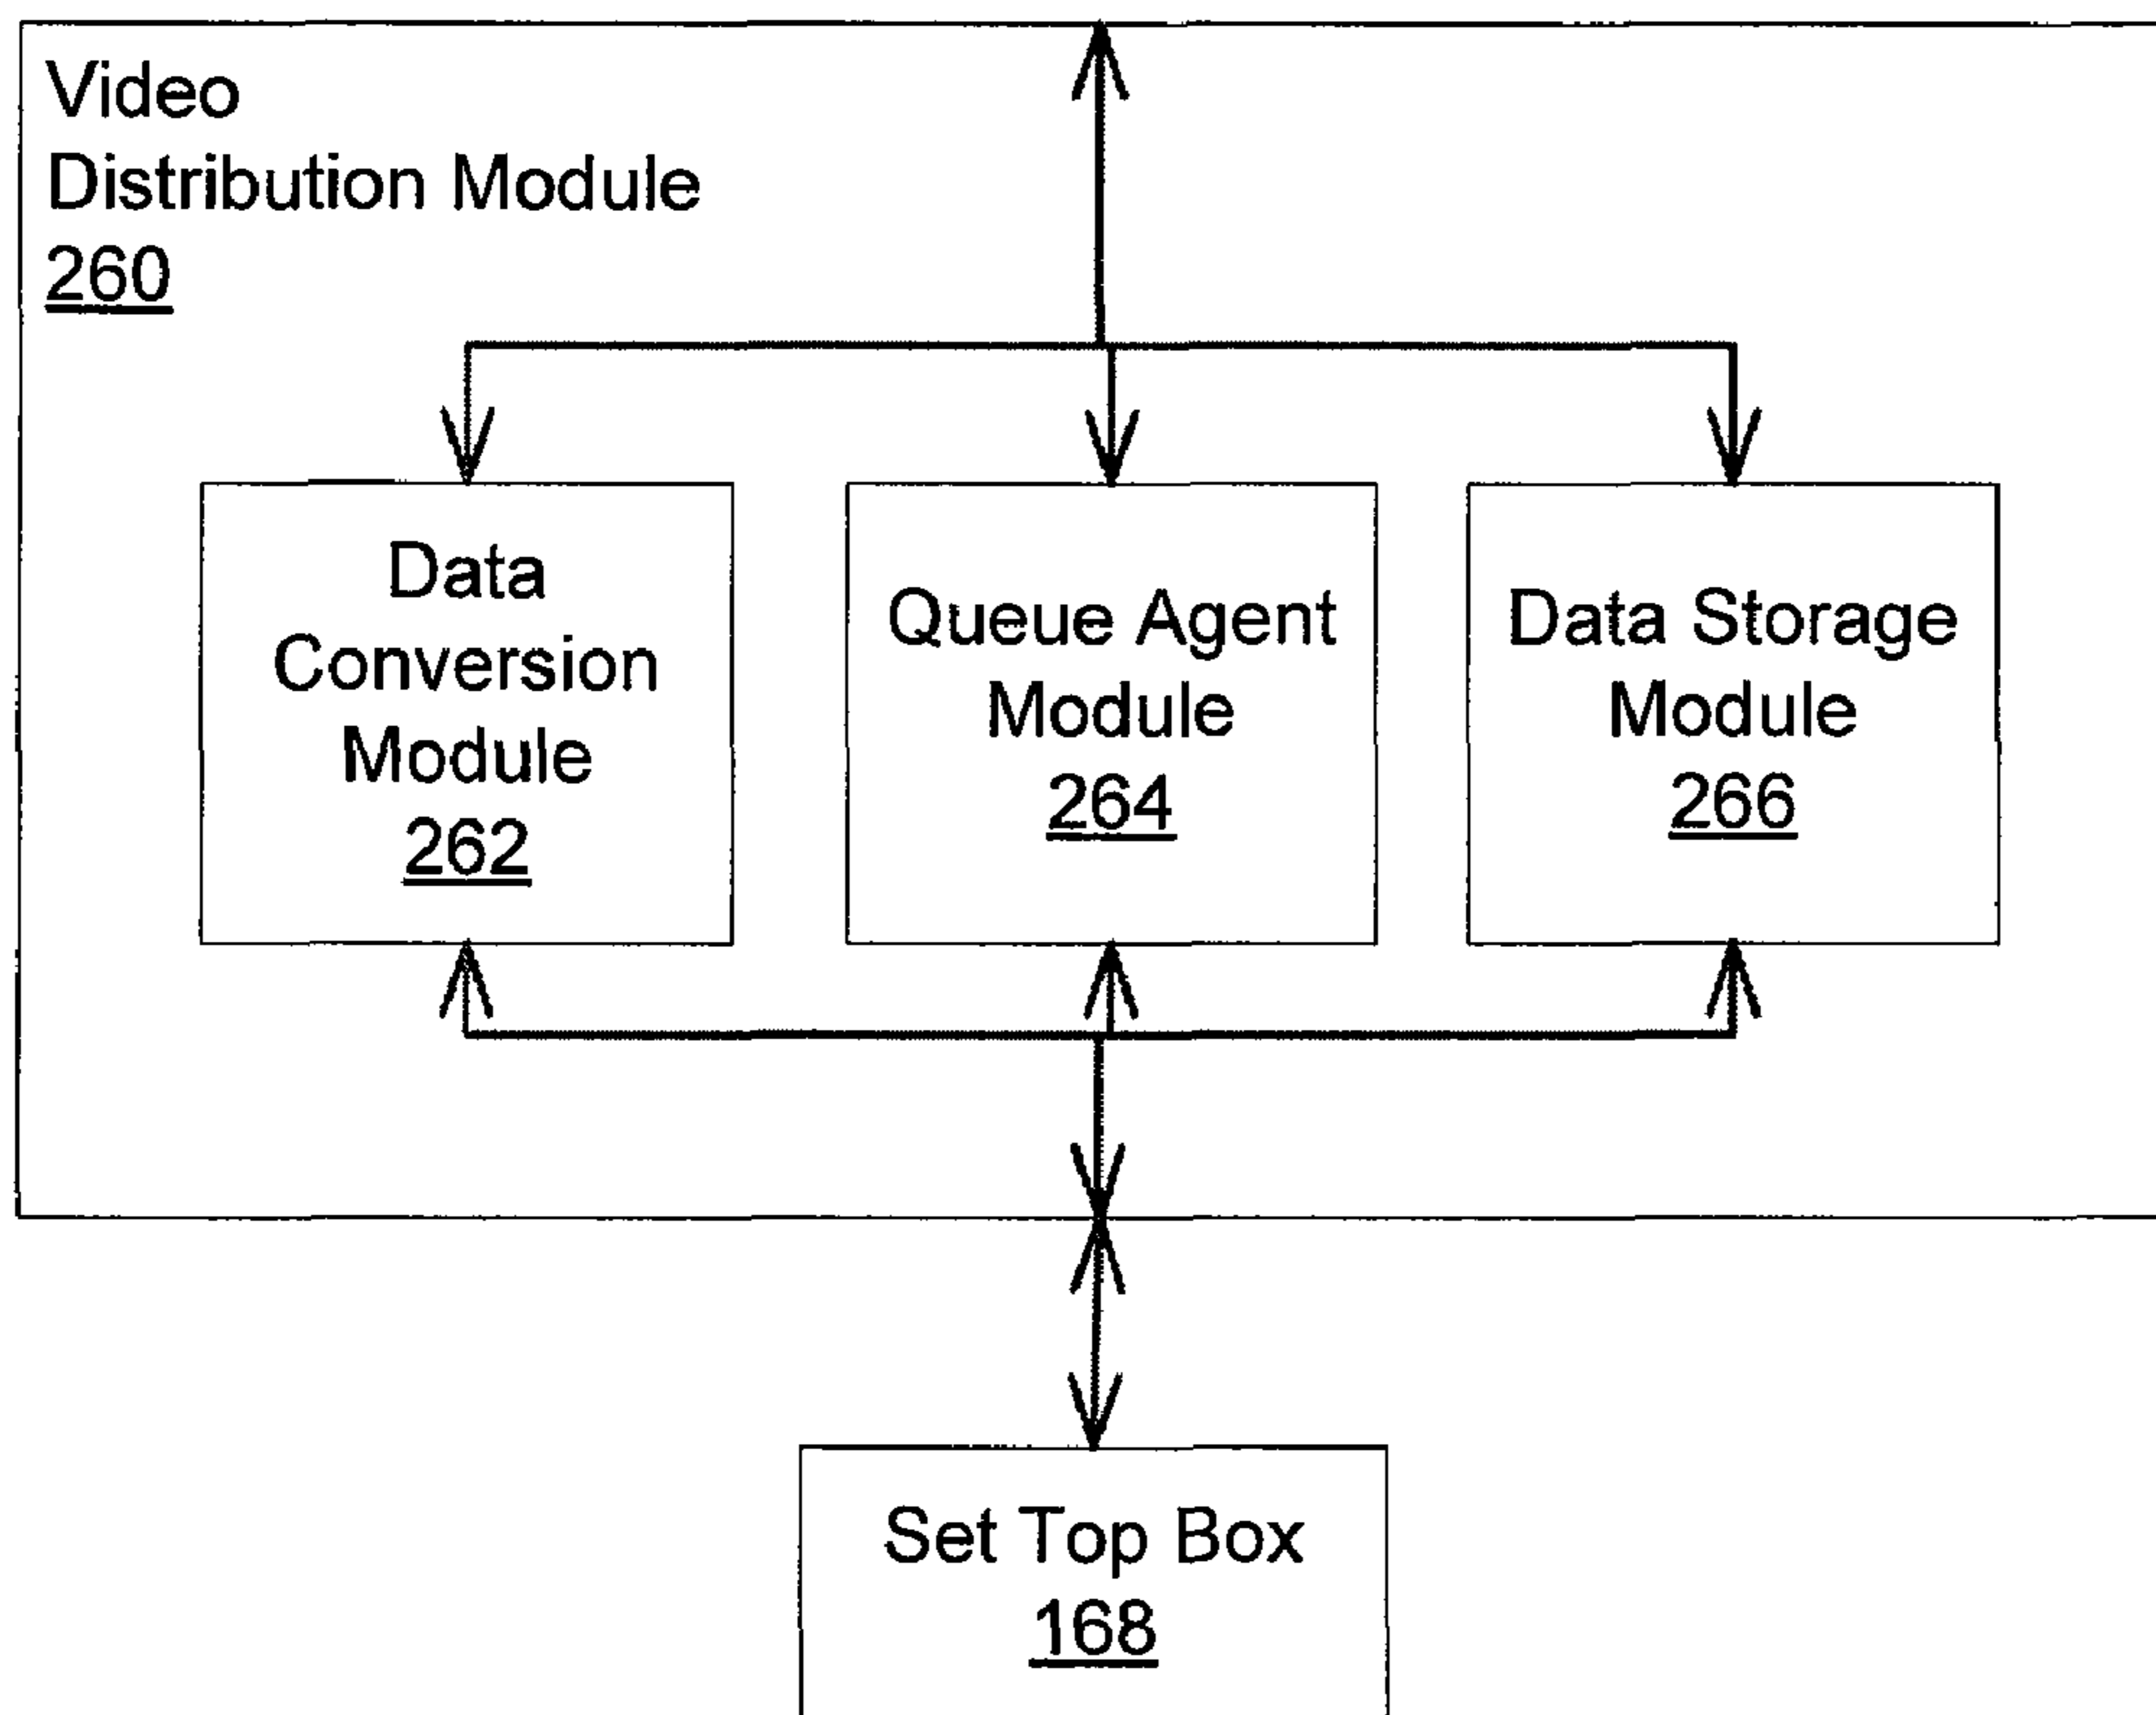 Video
Distribution Module
260
Data
Conversion
Module
262
Queue Agent
Module
264
Data Storage
Module
266
Set Top Box
168